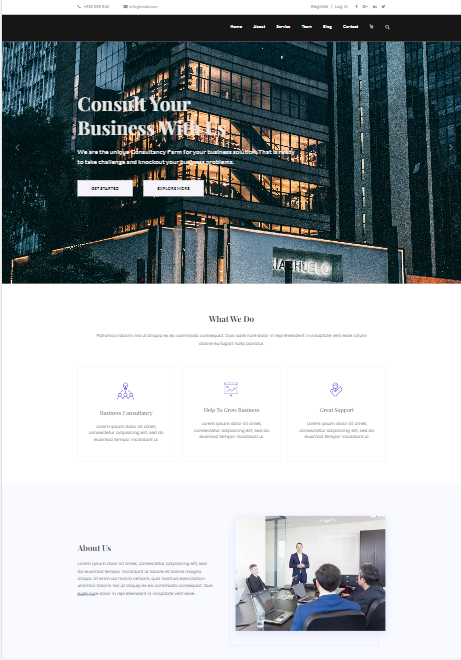 Register / Log in
Home About Service Team Blog Contact
Consult Your
Business With Us
We are the unique Consultancy Farm for your business solution. That is ready
to take challenge and knockout your business problems.
GET STARTED EXPLORE MORE
What We Do
laboris nisi ut aliquip ex ea commodo consequat. Duis aute irure dolor in reprehenderit in voluptate velit esse cillum
dolore eu fugiat nulla pariatur.
Business Consultancy
Lorem ipsum dolor sit amet,
consectetur adipisicing elit, sed do
eiusmod tempor incididunt ut
Help To Grow Business
Lorem ipsum dolor sit amet,
consectetur adipisicing elit, sed do
eiusmod tempor incididunt ut
Great Support
Lorem ipsum dolor sit amet,
consectetur adipisicing elit, sed do
eiusmod tempor incididunt ut
About Us
Lorem ipsum dolor sit amet, consectetur adipisicing elit, sed
do eiusmod tempor incididunt ut labore et dolore magna
aliqua. Ut enim ad minim veniam, quis nostrud exercitation
ullamco laboris nisi ut aliquip ex ea commodo consequat. Duis
aute irure dolor in reprehenderit in voluptate velit esse.